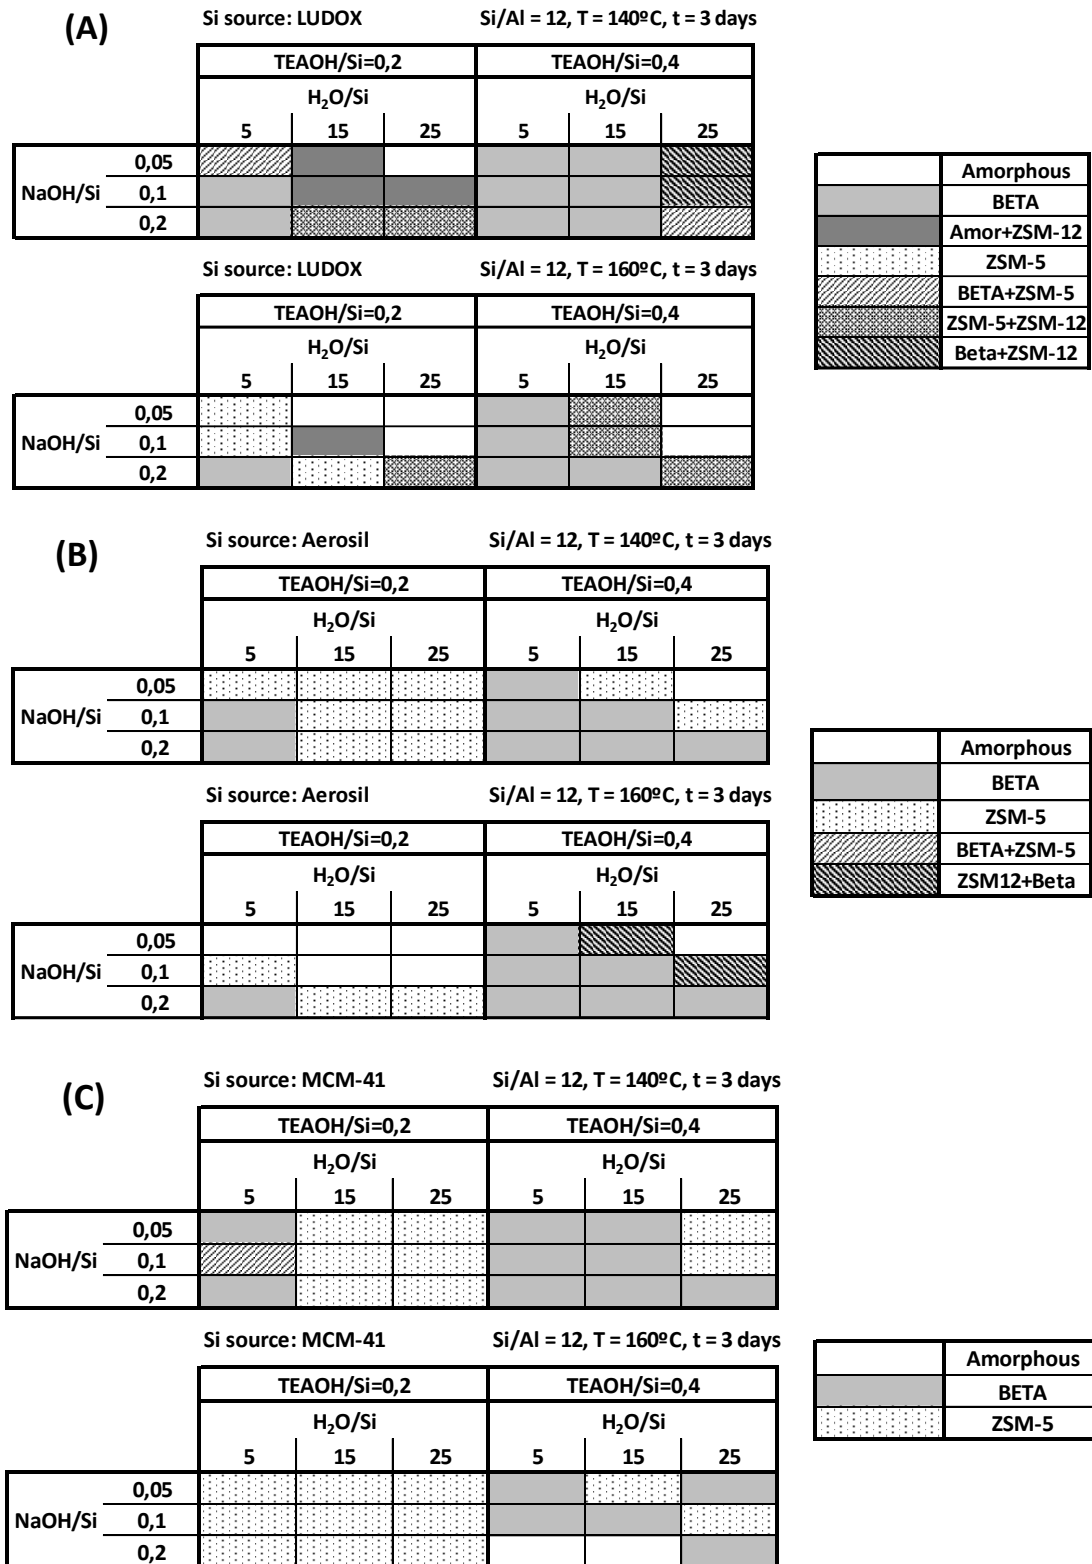 (A)
Si source: LUDOX Si/Al = 12, T = 140ºC, t = 3 days
TEAOH/Si=0,2 TEAOH/Si=0,4
H₂O/Si
5 15 25 5 15 25
0,05
NaOH/Si 0,1
0,2
Amorphous
BETA
Amor+ZSM-12
ZSM-5
BETA+ZSM-5
ZSM-5+ZSM-12
Beta+ZSM-12
Si source: LUDOX Si/Al = 12, T = 160ºC, t = 3 days
TEAOH/Si=0,2 TEAOH/Si=0,4
H₂O/Si H₂O/Si
5 15 25 5 15 25
0,05
NaOH/Si 0,1
0,2
(B)
Si source: Aerosil Si/Al = 12, T = 140ºC, t = 3 days
TEAOH/Si=0,2 TEAOH/Si=0,4
H₂O/Si H₂O/Si
5 15 25 5 15 25
0,05
NaOH/Si 0,1
0,2
Amorphous
BETA
ZSM-5
BETA+ZSM-5
ZSM12+Beta
Si source: Aerosil Si/Al = 12, T = 160ºC, t = 3 days
TEAOH/Si=0,2 TEAOH/Si=0,4
H₂O/Si H₂O/Si
5 15 25 5 15 25
0,05
NaOH/Si 0,1
0,2
(C)
Si source: MCM-41 Si/Al = 12, T = 140ºC, t = 3 days
TEAOH/Si=0,2 TEAOH/Si=0,4
H₂O/Si H₂O/Si
5 15 25 5 15 25
0,05
NaOH/Si 0,1
0,2
Si source: MCM-41 Si/Al = 12, T = 160ºC, t = 3 days
TEAOH/Si=0,2 TEAOH/Si=0,4
H₂O/Si H₂O/Si
5 15 25 5 15 25
0,05
NaOH/Si 0,1
0,2
Amorphous
BETA
ZSM-5